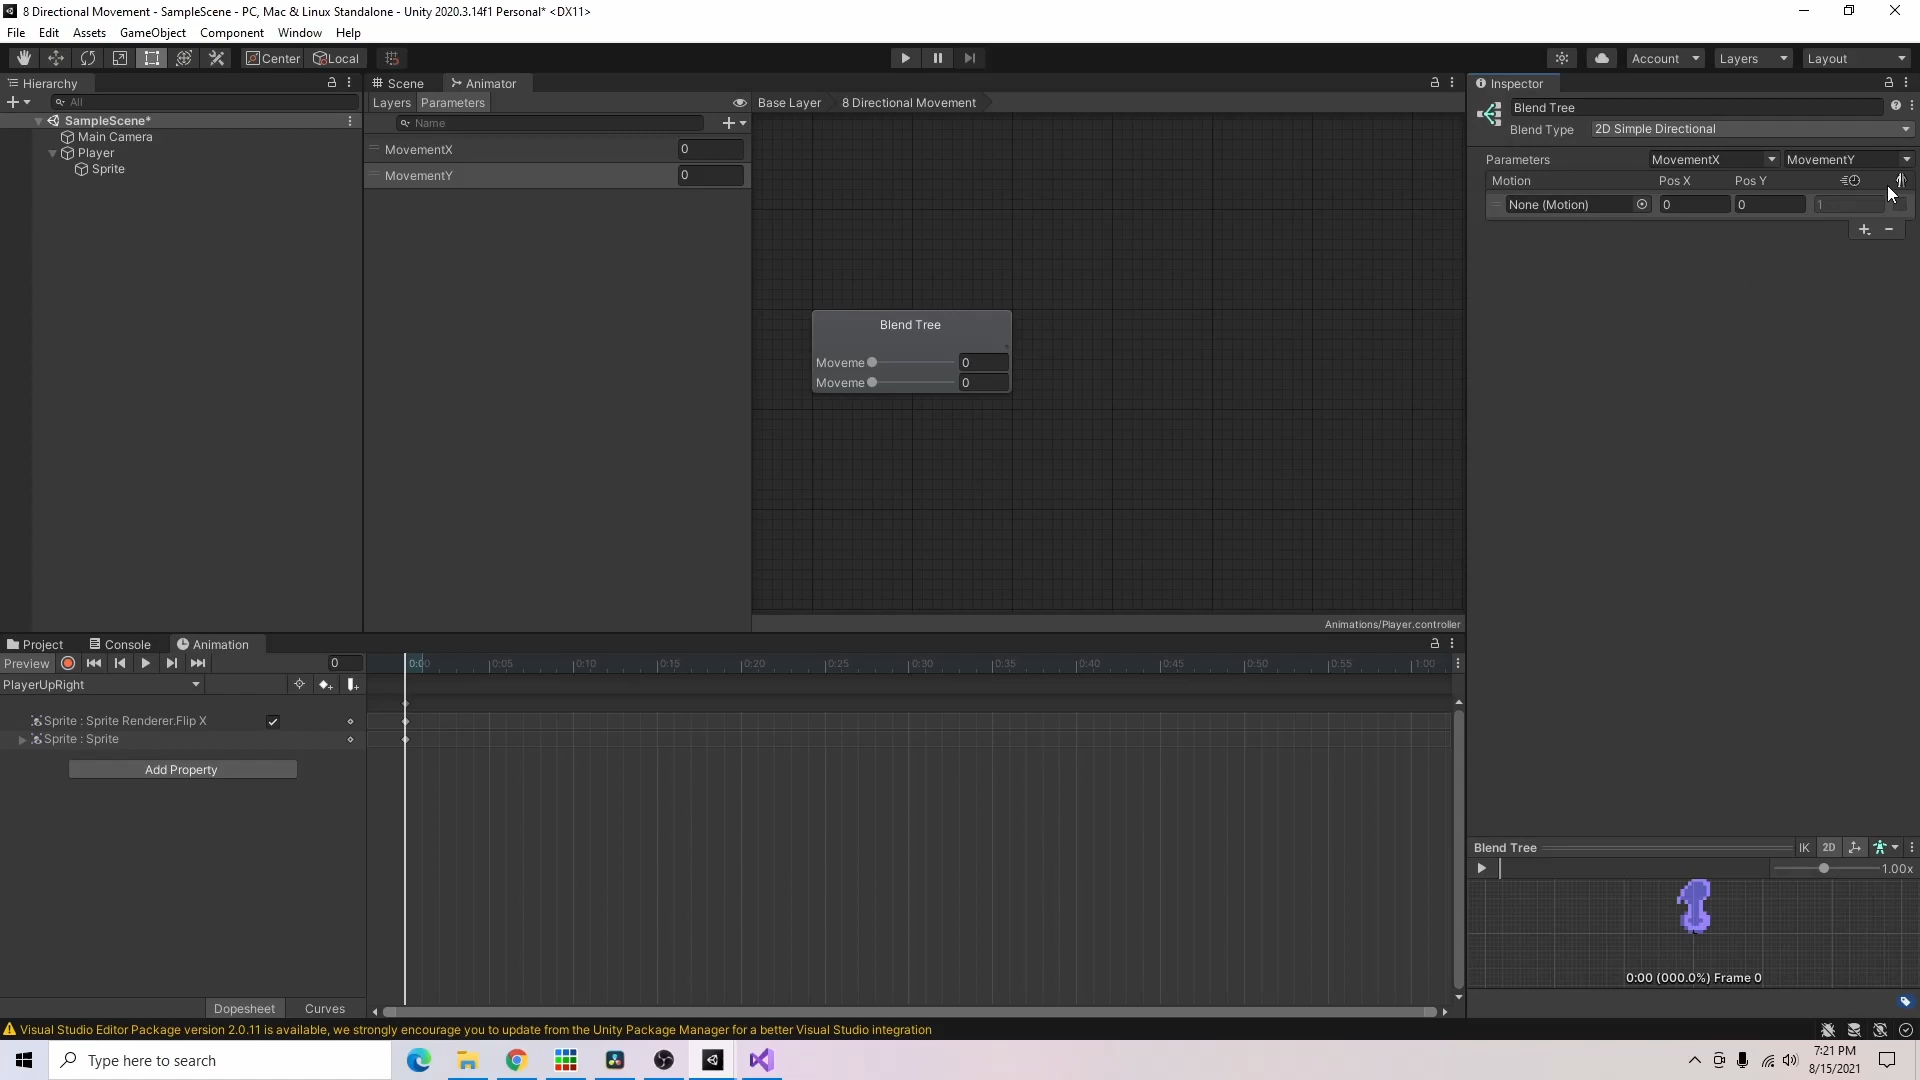 8 Directional Movement - SampleScene - PC, Mac & Linux Standalone - Unity 2020.3.14f1 Personal* <DX11>
File Edit Assets GameObject Component Window Help
Center Local Account Layers Layout
Hierarchy
All
SampleScene*
Main Camera
Player
Sprite
Scene Animator
Layers Parameters
Name
MovementX 0
MovementY 0
Base Layer 8 Directional Movement
Blend Tree
Moveme 0
Moveme 0
Animations/Player.controller
Inspector
Blend Tree
Blend Type 2D Simple Directional
Parameters MovementX MovementY
Motion Pos X Pos Y
None (Motion) 0 0 1
Project Console Animation
Preview 0
0:00 0:05 0:10 0:15 0:20 0:25 0:30 0:35 0:40 0:45 0:50 0:55 1:00
PlayerUpRight
Sprite : Sprite Renderer.Flip X
Sprite : Sprite
Add Property
Dopesheet Curves
Blend Tree IK 2D
1.00x
0:00 (000.0%) Frame 0
Visual Studio Editor Package version 2.0.11 is available, we strongly encourage you to update from the Unity Package Manager for a better Visual Studio integration
Type here to search
7:21 PM
8/15/2021